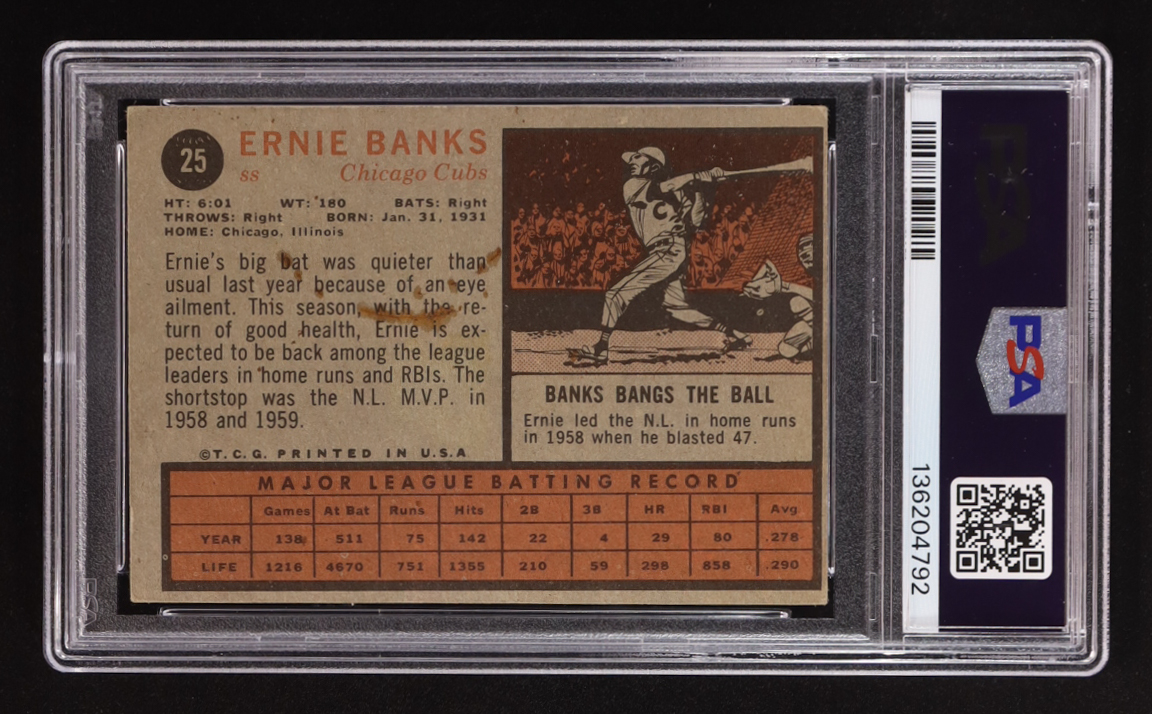 25
ERNIE BANKS
ss Chicago Cubs
HT: 6:01 WT: 180 BATS: Right
THROWS: Right BORN: Jan. 31, 1931
HOME: Chicago, Illinois
Ernie's big bat was quieter than
usual last year because of an eye
ailment. This season, with the re-
turn of good health, Ernie is ex-
pected to be back among the league
leaders in home runs and RBIs. The
shortstop was the N.L. M.V.P. in
1958 and 1959.
©T.C.G. PRINTED IN U.S.A
C
BANKS BANGS THE BALL
Ernie led the N.L. in home runs
in 1958 when he blasted 47.
MAJOR LEAGUE BATTING RECORD
Games At Bat Runs Hits 2B 3B HR RBI Avg
YEAR 138 511 75 142 22 4 29 80 .278
LIFE 1216 4670 751 1355 210 59 298 858 .290
PSA
PSA
136204792